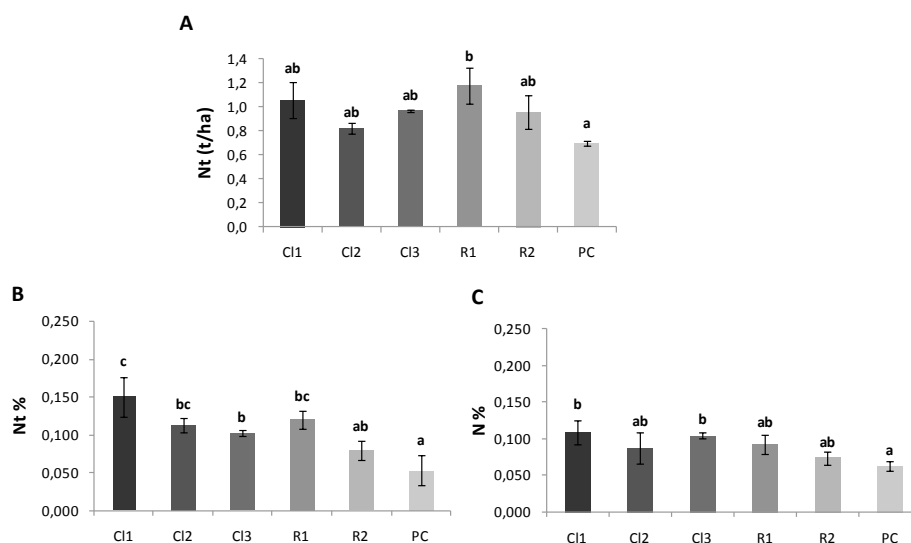 A
Nt (t/ha)
1,4
1,2
1,0
0,8
0,6
0,4
0,2
0,0
ab
ab
ab
b
ab
a
Cl1 Cl2 Cl3 R1 R2 PC
B
Nt %
0,250
0,200
0,150
0,100
0,050
0,000
c
bc
b
bc
ab
a
Cl1 Cl2 Cl3 R1 R2 PC
C
N %
0,250
0,200
0,150
0,100
0,050
0,000
b
ab
b
ab
ab
a
Cl1 Cl2 Cl3 R1 R2 PC